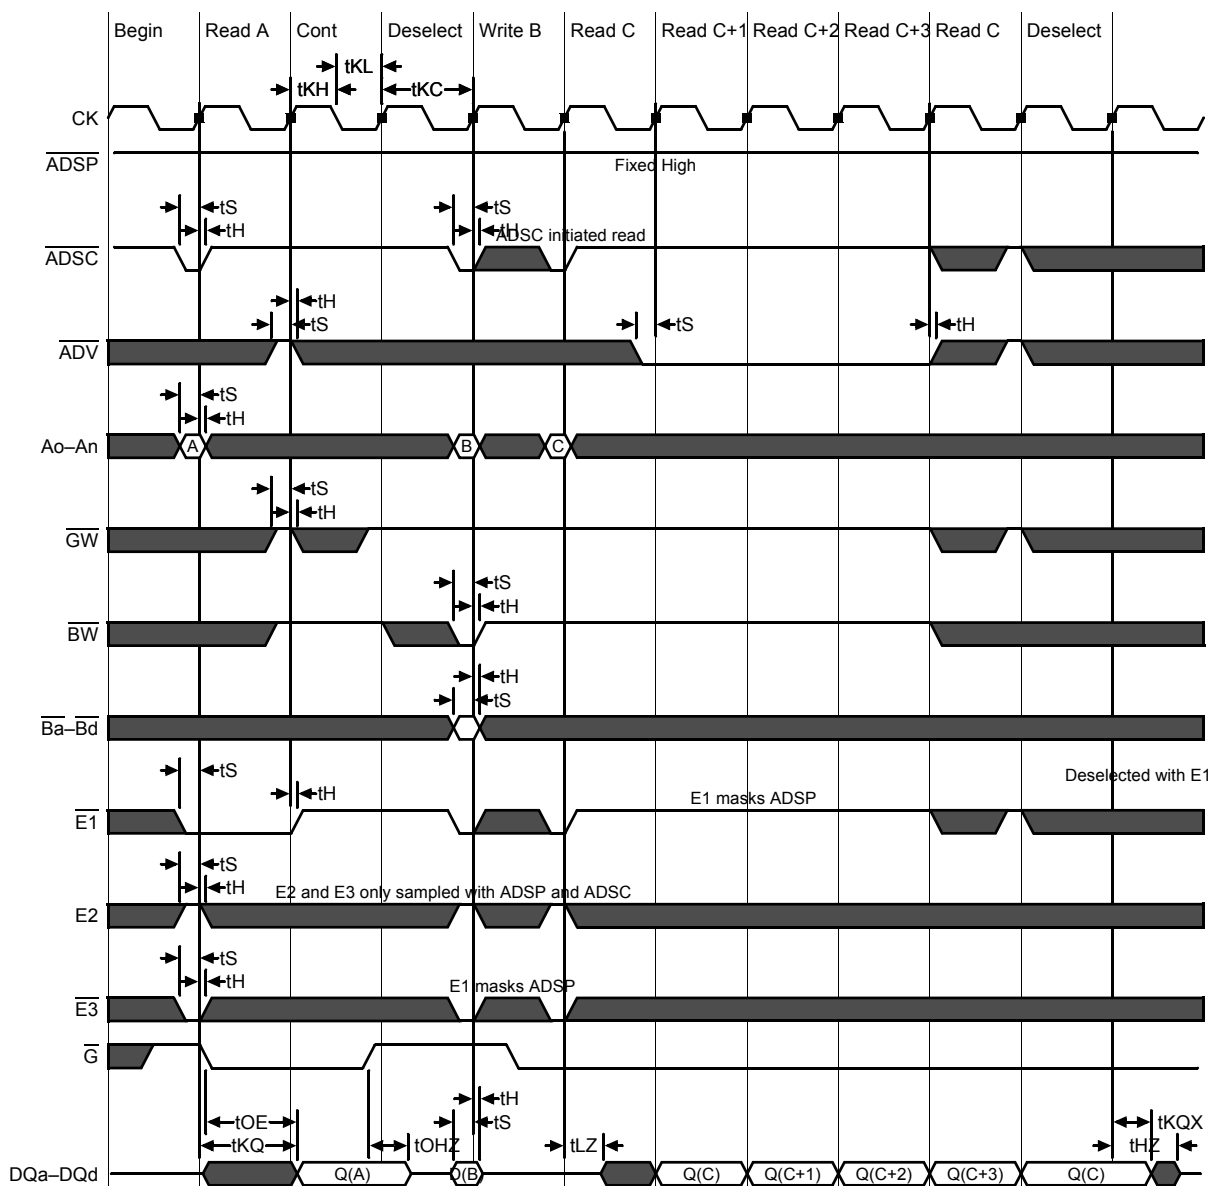 Begin Read A Cont Deselect Write B Read C Read C+1 Read C+2 Read C+3 Read C Deselect
tKL
tKH tKC
CK
ADSP
Fixed High
tS tS
tH tH
ADSC initiated read
ADSC
tH
tS tS tH
ADV
tS
tH
Ao–An A B C
tS
tH
GW
tS
tH
BW
tH
tS
Ba–Bd
tS
Deselected with E1
tH
E1 masks ADSP
E1
tS
tH
E2 and E3 only sampled with ADSP and ADSC
E2
tS
tH
E1 masks ADSP
E3
G
tH
tOE tS tKQX
tKQ tOHZ tLZ tHZ
DQa–DQd Q(A) D(B) Q(C) Q(C+1) Q(C+2) Q(C+3) Q(C)